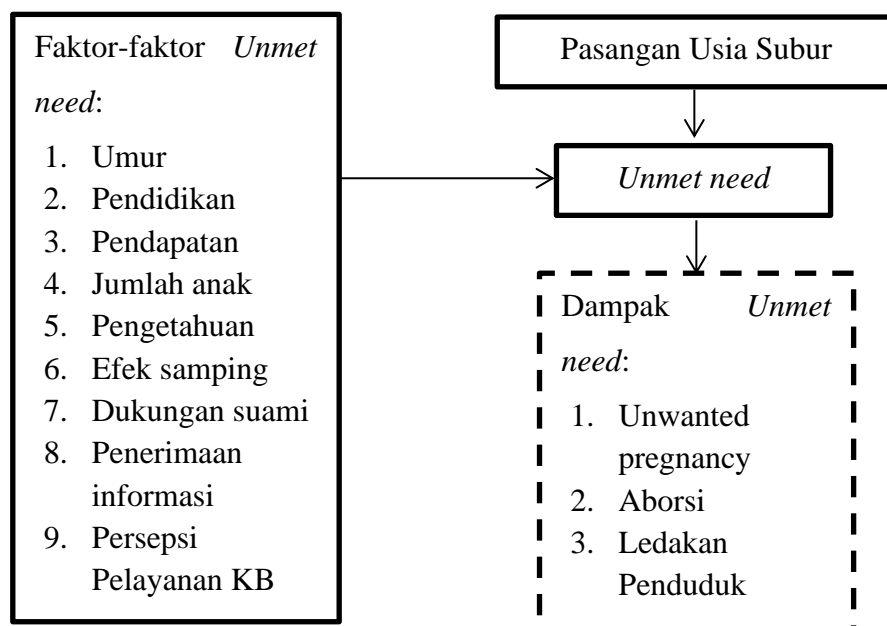 Faktor-faktor Unmet
need:
1. Umur
2. Pendidikan
3. Pendapatan
4. Jumlah anak
5. Pengetahuan
6. Efek samping
7. Dukungan suami
8. Penerimaan
informasi
9. Persepsi
Pelayanan KB
Pasangan Usia Subur
Unmet need
Dampak Unmet
need:
1. Unwanted
pregnancy
2. Aborsi
3. Ledakan
Penduduk